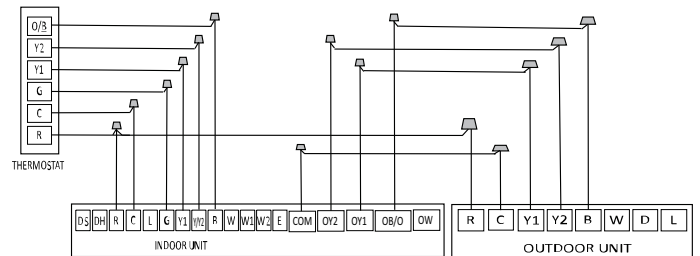 O/B
Y2
Y1
G
C
R
THERMOSTAT
DS DH R C L G Y1 Y/Y2 B W W1 W2 E COM OY2 OY1 OB/O OW
INDOOR UNIT
R C Y1 Y2 B W D L
OUTDOOR UNIT